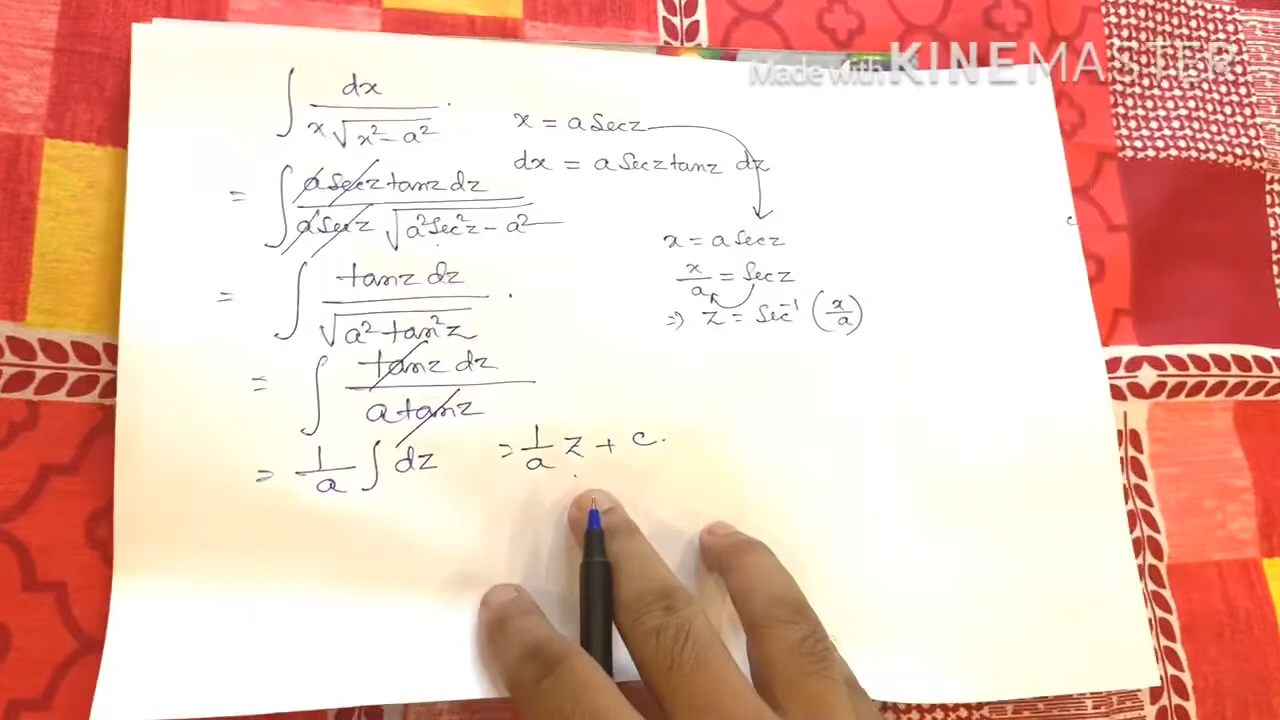 Made with KINEMASTER
∫ dx / x√(x² − a²).
x = a Sec z
dx = a Sec z tan z dz
= ∫ a Sec z tan z dz / a Sec z √(a² Sec² z − a²)
x = a Sec z
x/a = Sec z
⇒ z = Sec⁻¹ (x/a)
= ∫ tan z dz / √(a² tan² z) .
= ∫ tan z dz / a tan z
= 1/a ∫ dz = 1/a z + c.
c